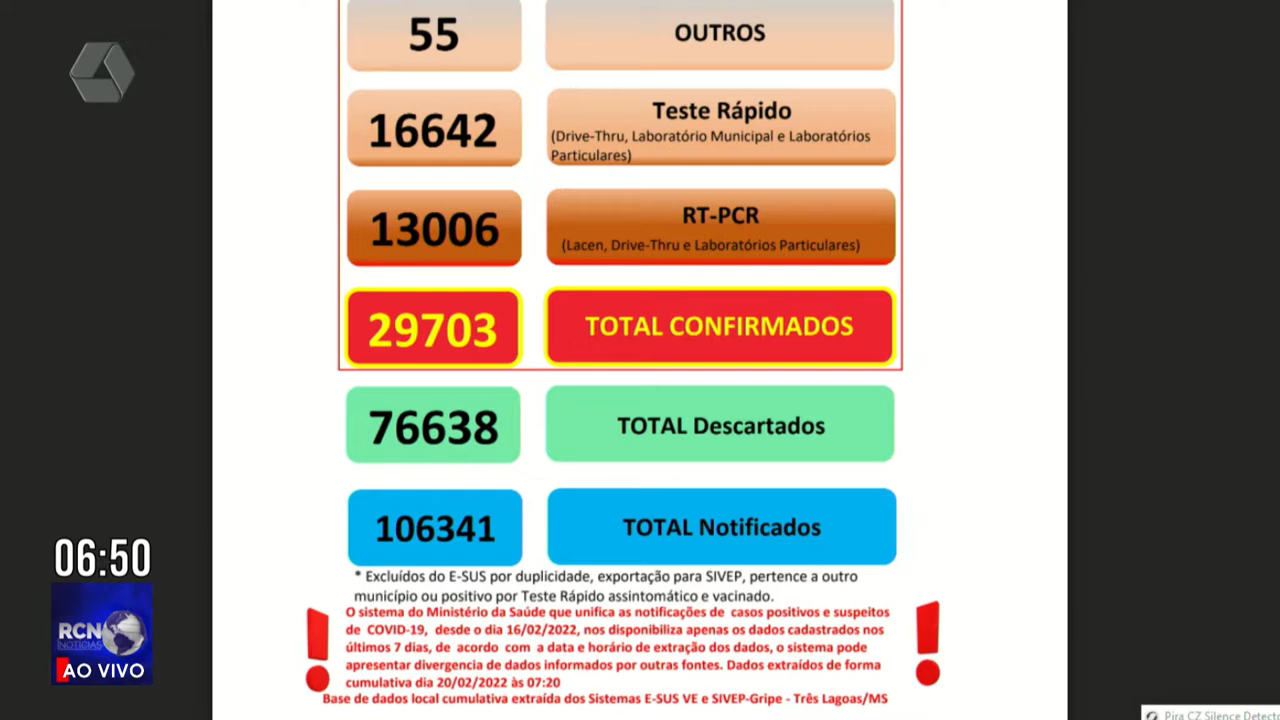 55
OUTROS
16642
Teste Rápido
(Drive-Thru, Laboratório Municipal e Laboratórios
Particulares)
13006
RT-PCR
(Lacen, Drive-Thru e Laboratórios Particulares)
29703
TOTAL CONFIRMADOS
76638
TOTAL Descartados
106341
TOTAL Notificados
* Excluídos do E-SUS por duplicidade, exportação para SIVEP, pertence a outro
município ou positivo por Teste Rápido assintomático e vacinado.
O sistema do Ministério da Saúde que unifica as notificações de casos positivos e suspeitos
de COVID-19, desde o dia 16/02/2022, nos disponibiliza apenas os dados cadastrados nos
últimos 7 dias, de acordo com a data e horário de extração dos dados, o sistema pode
apresentar divergencia de dados informados por outras fontes. Dados extraídos de forma
cumulativa dia 20/02/2022 às 07:20
Base de dados local cumulativa extraída dos Sistemas E-SUS VE e SIVEP-Gripe - Três Lagoas/MS
06:50
RCN
NOTÍCIAS
AO VIVO
Pira CZ Silence Detecto